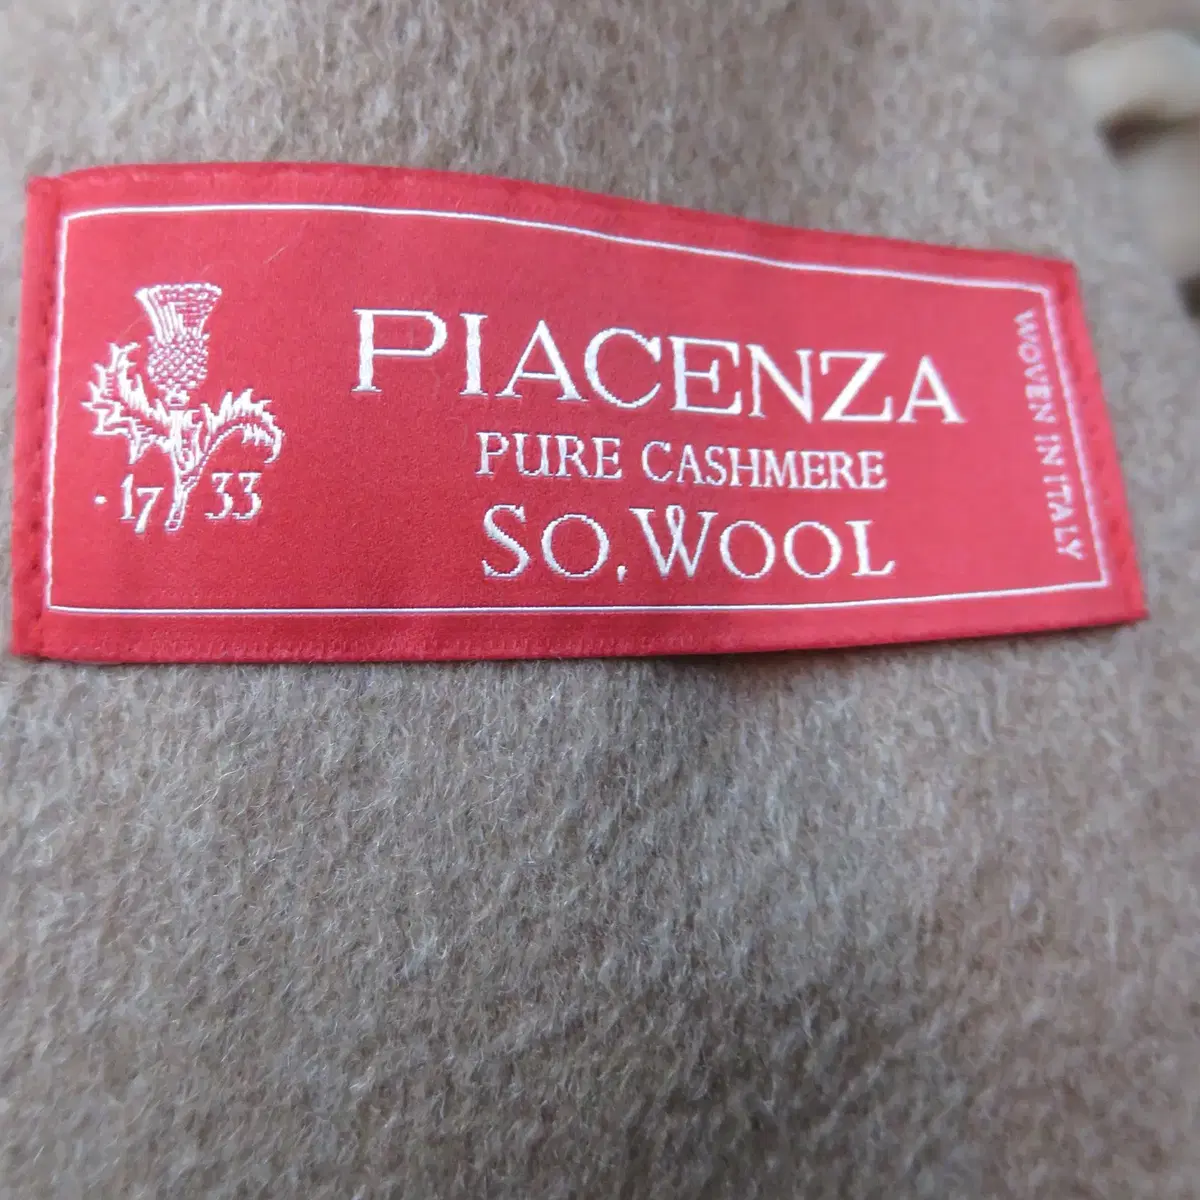 PIACENZA
PURE CASHMERE
SO, WOOL
· 17 33
WOVEN IN ITALY